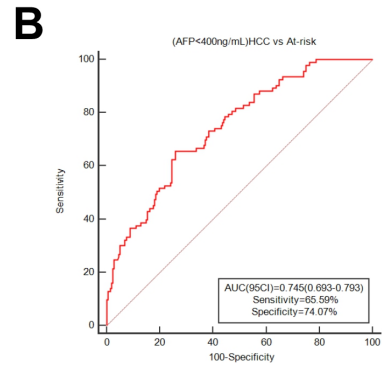 B
(AFP<400ng/mL)HCC vs At-risk
100
80
60
40
20
0
Sensitivity
AUC(95CI)=0.745(0.693-0.793)
Sensitivity=65.59%
Specificity=74.07%
0 20 40 60 80 100
100-Specificity